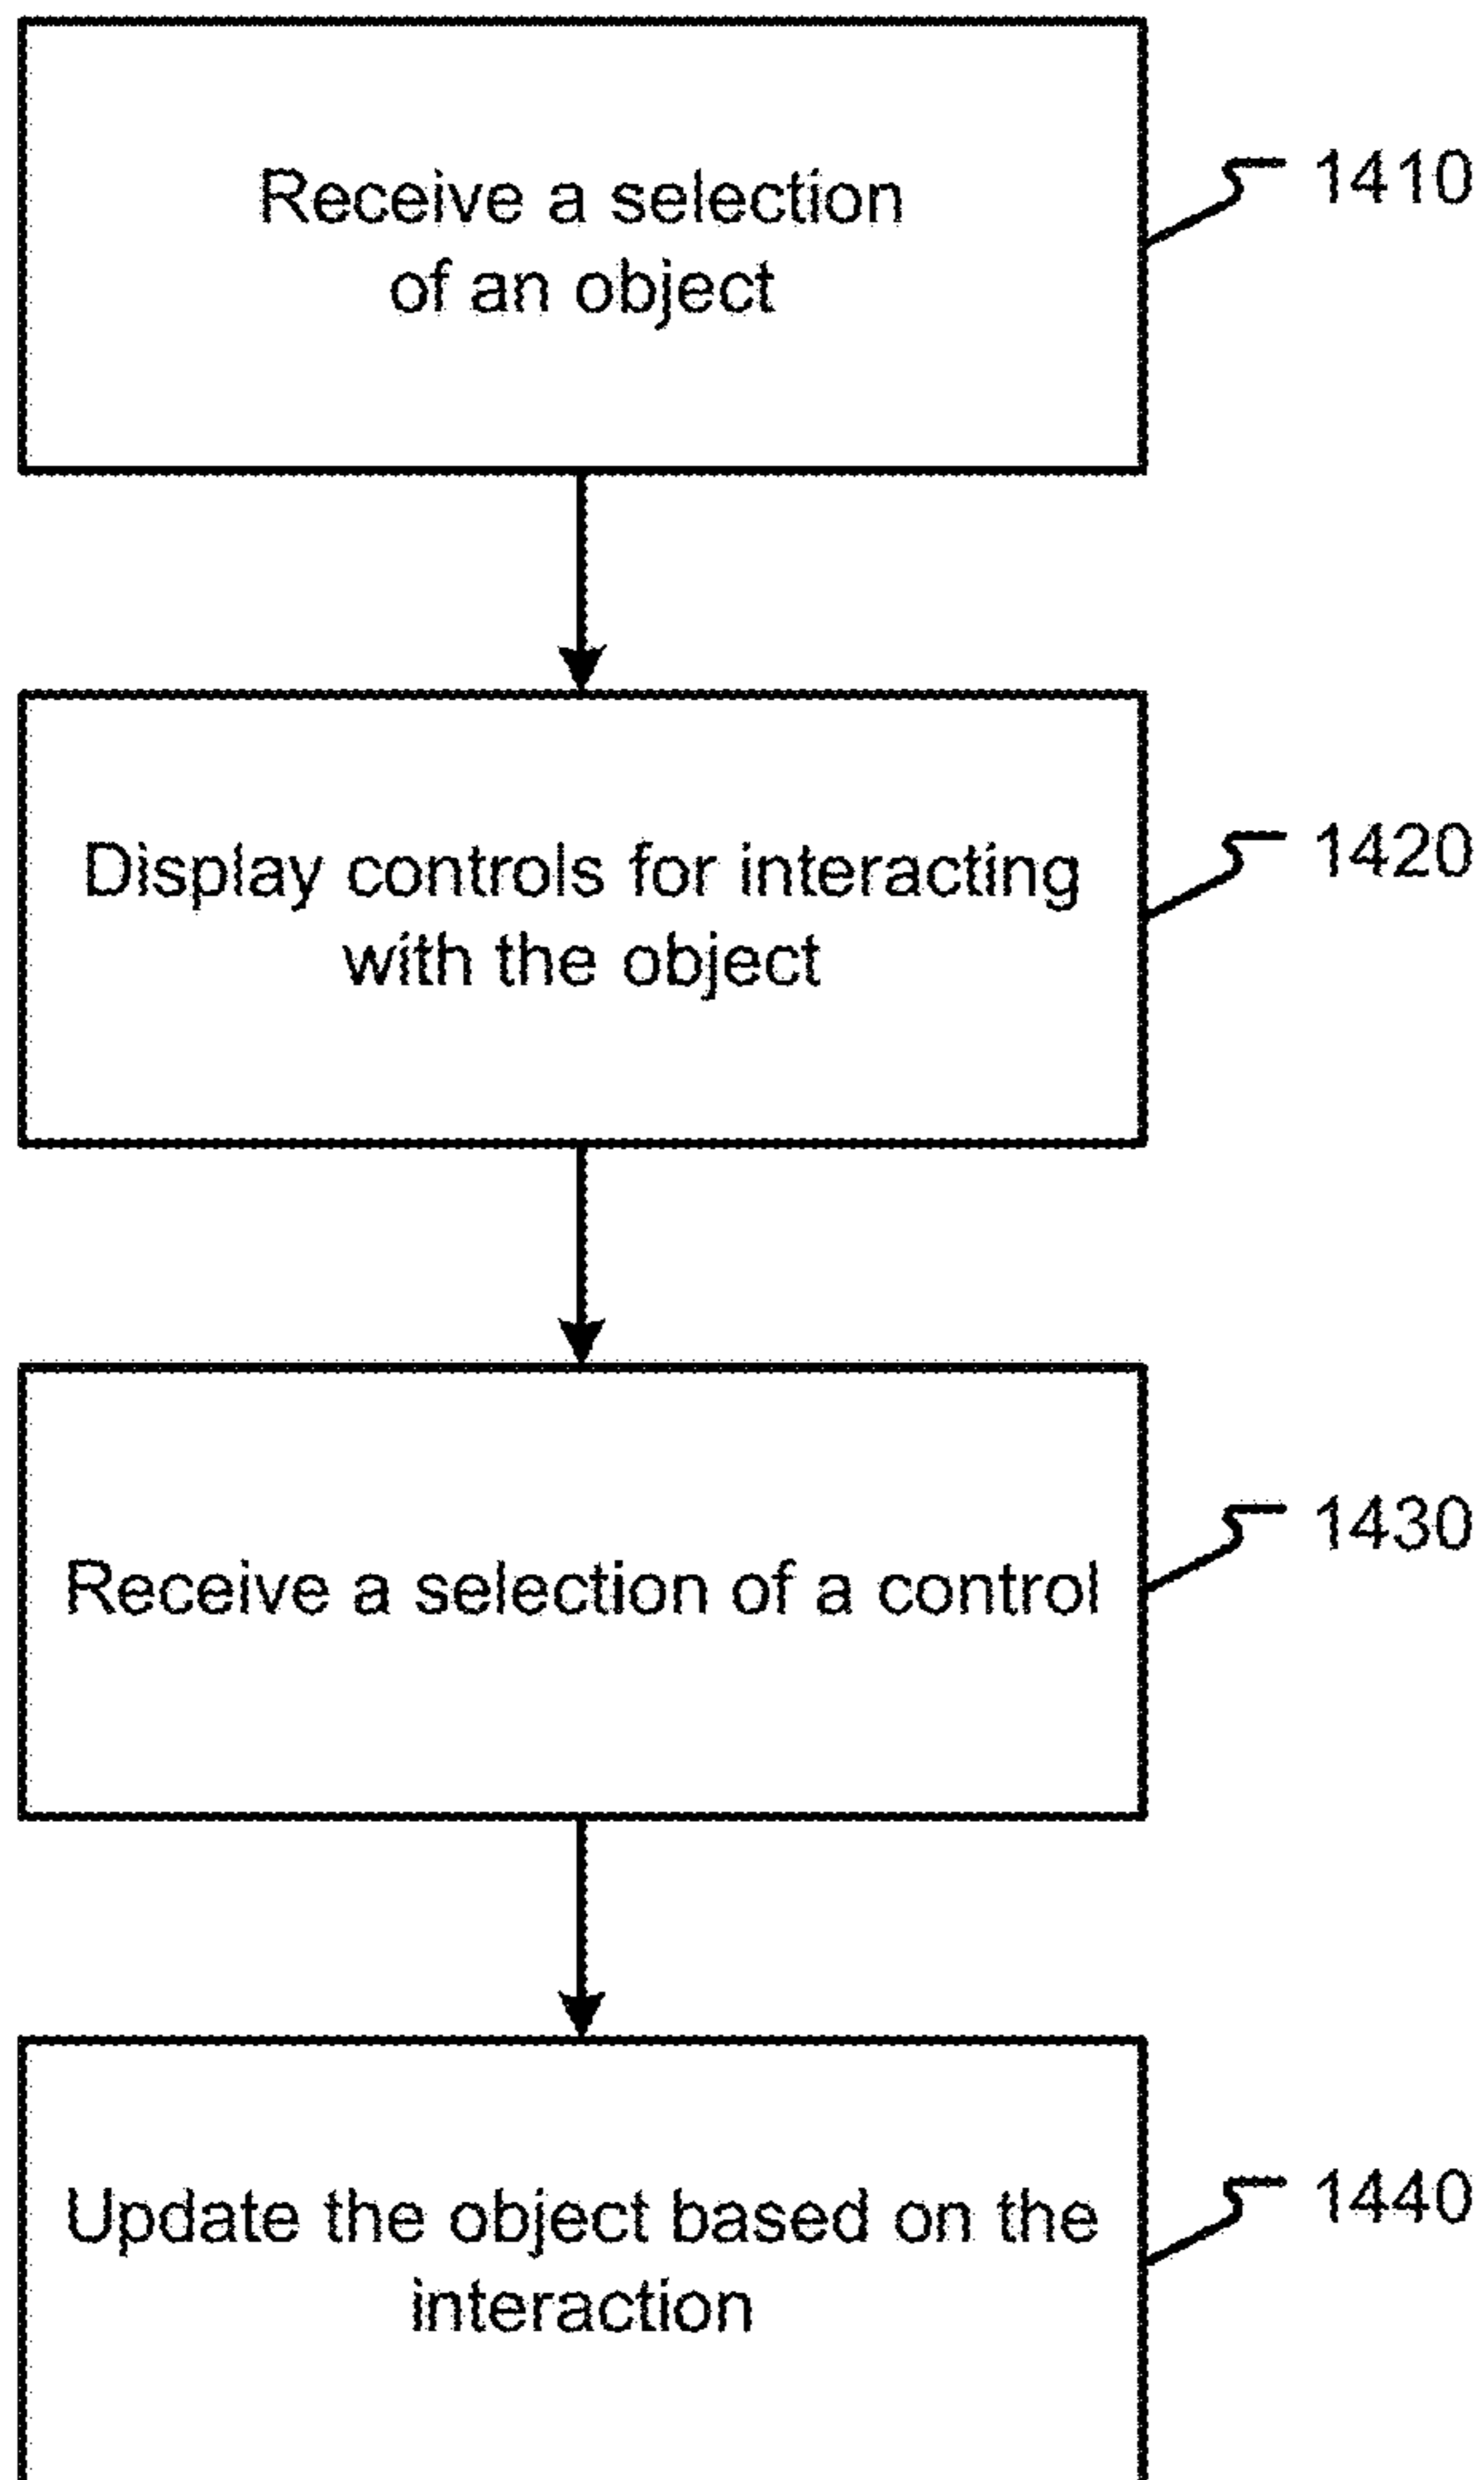 Receive a selection
of an object
1410
Display controls for interacting
with the object
1420
Receive a selection of a control
1430
Update the object based on the
interaction
1440